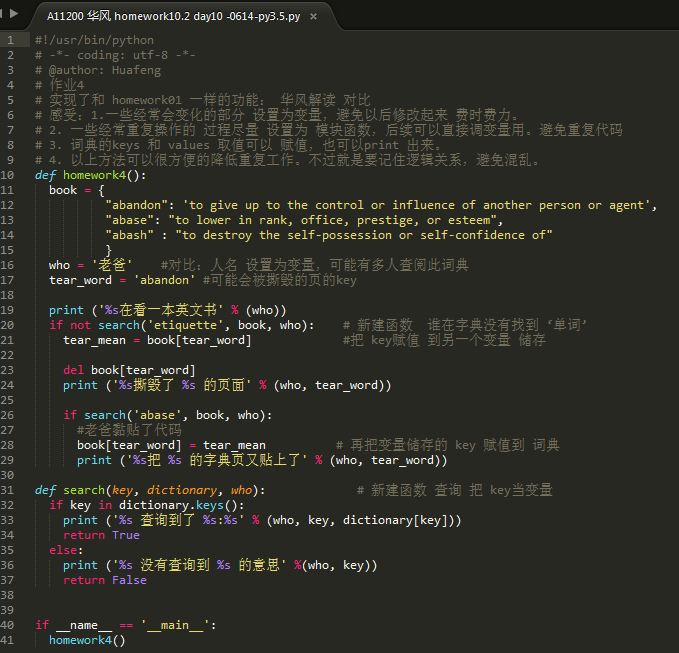 A11200 华风 homework10.2 day10 -0614-py3.5.py ×
1 #!/usr/bin/python
2 # -*- coding: utf-8 -*-
3 # @author: Huafeng
4 # 作业4
5 # 实现了和 homework01 一样的功能： 华风解读 对比
6 # 感受：1.一些经常会变化的部分 设置为变量，避免以后修改起来 费时费力。
7 # 2. 一些经常重复操作的 过程尽量 设置为 模块函数，后续可以直接调变量用。避免重复代码
8 # 3. 词典的keys 和 values 取值可以 赋值，也可以print 出来。
9 # 4. 以上方法可以很方便的降低重复工作。不过就是要记住逻辑关系，避免混乱。
10 def homework4():
11 book = {
12 "abandon": 'to give up to the control or influence of another person or agent',
13 "abase": "to lower in rank, office, prestige, or esteem",
14 "abash" : "to destroy the self-possession or self-confidence of"
15 }
16 who = '老爸' #对比：人名 设置为变量，可能有多人查阅此词典
17 tear_word = 'abandon' #可能会被撕毁的页的key
18
19 print ('%s在看一本英文书' % (who))
20 if not search('etiquette', book, who): # 新建函数 谁在字典没有找到 ‘单词’
21 tear_mean = book[tear_word] #把 key赋值 到另一个变量 储存
22
23 del book[tear_word]
24 print ('%s撕毁了 %s 的页面' % (who, tear_word))
25
26 if search('abase', book, who):
27 #老爸黏贴了代码
28 book[tear_word] = tear_mean # 再把变量储存的 key 赋值到 词典
29 print ('%s把 %s 的字典页又贴上了' % (who, tear_word))
30
31 def search(key, dictionary, who): # 新建函数 查询 把 key当变量
32 if key in dictionary.keys():
33 print ('%s 查询到了 %s:%s' % (who, key, dictionary[key]))
34 return True
35 else:
36 print ('%s 没有查询到 %s 的意思' %(who, key))
37 return False
38
39
40 if __name__ == '__main__':
41 homework4()